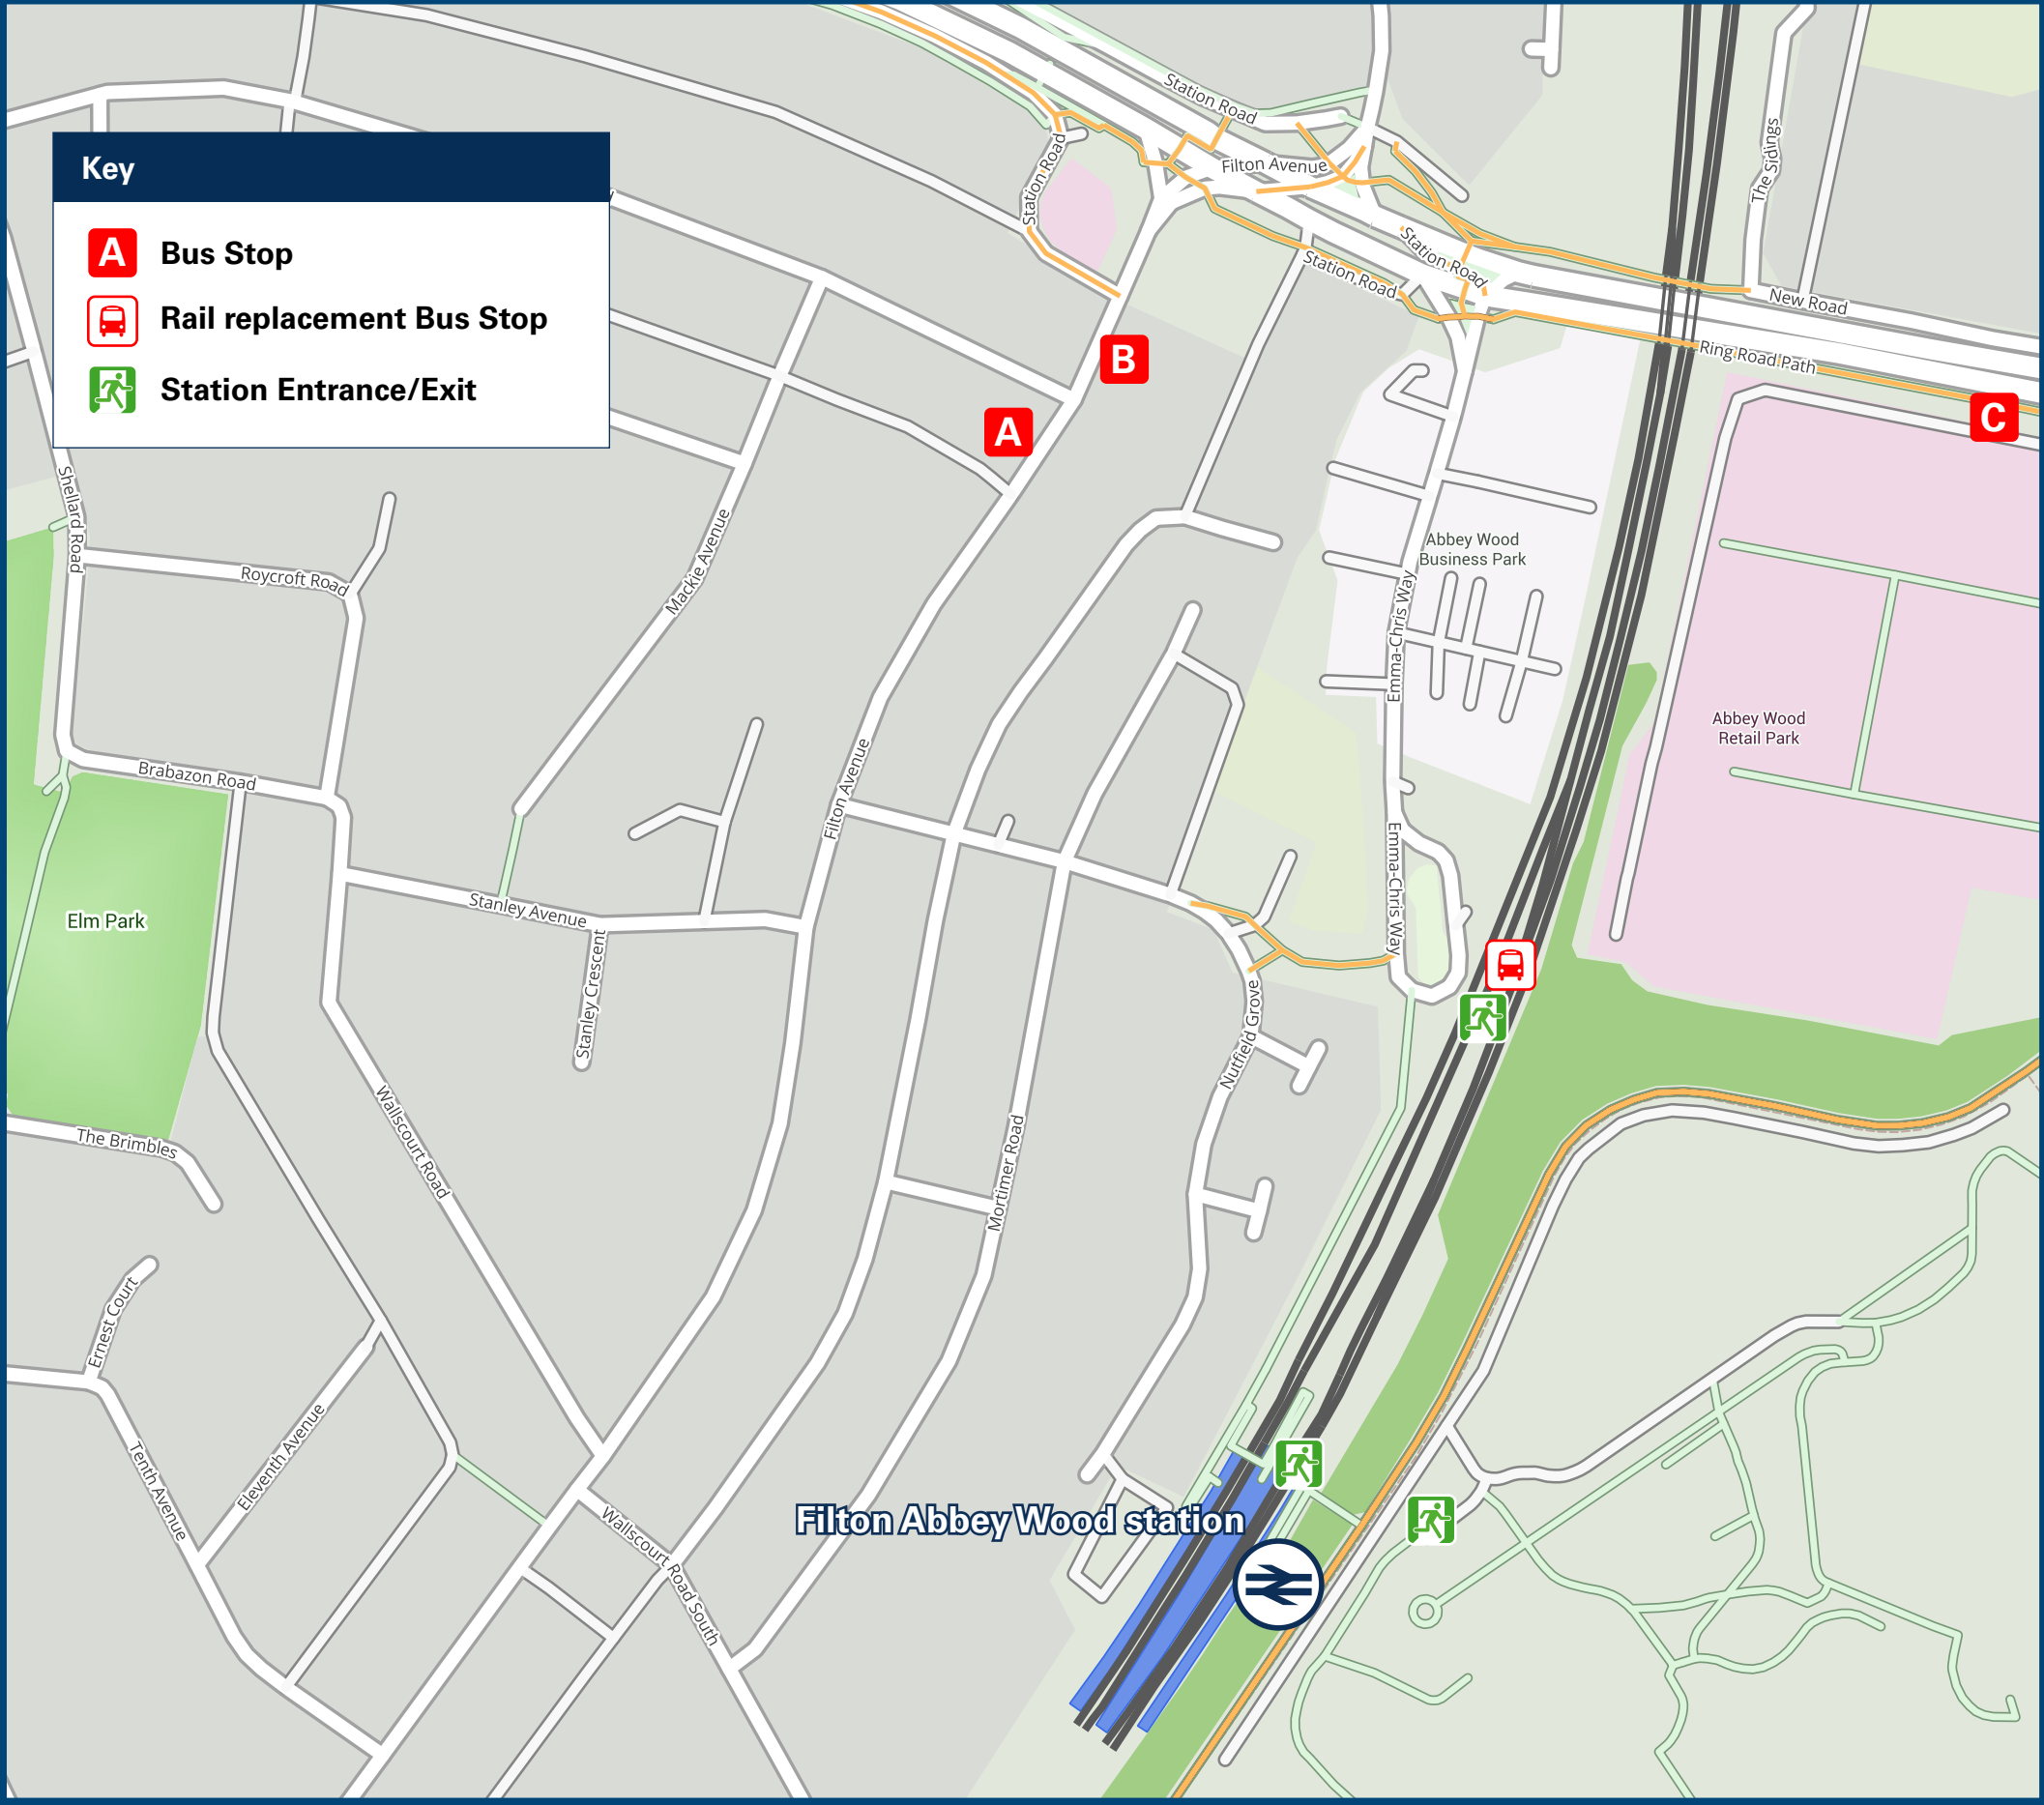 Key
A
Bus Stop
Rail replacement Bus Stop
Station Entrance/Exit
Station Road
Station Road
Filton Avenue
Station Road
Station Road
The Sidings
New Road
Ring Road Path
B
A
C
Shellard Road
Roycroft Road
Mackie Avenue
Abbey Wood
Business Park
Emma-Chris Way
Abbey Wood
Retail Park
Brabazon Road
Filton Avenue
Emma-Chris Way
Elm Park
Stanley Avenue
Stanley Crescent
Nutfield Grove
The Brimbles
Wallscourt Road
Mortimer Road
Ernest Court
Eleventh Avenue
Tenth Avenue
Filton Abbey Wood station
Wallscourt Road South